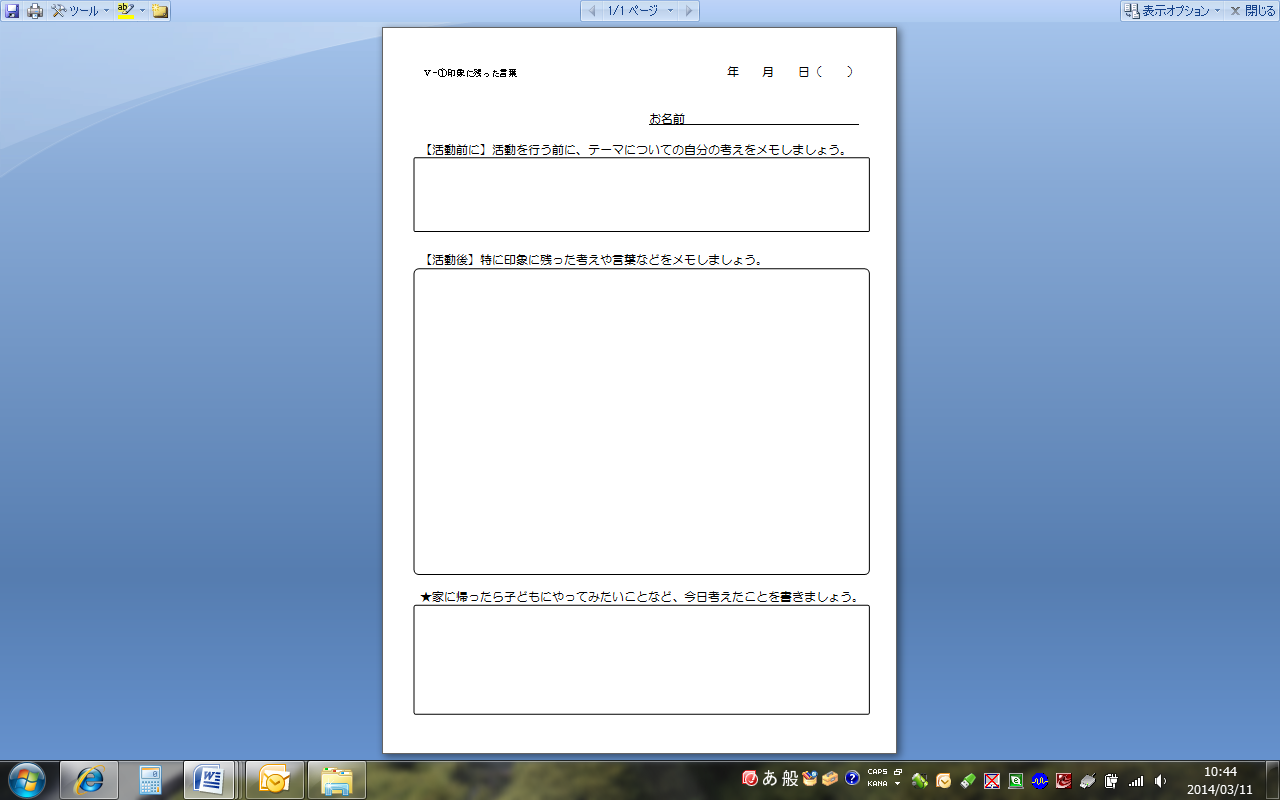 ツール
1/1 ページ
表示オプション
閉じる
Ⅴ-①印象に残った言葉
年 月 日（ ）
お名前
【活動前に】活動を行う前に、テーマについての自分の考えをメモしましょう。
【活動後】特に印象に残った考えや言葉などをメモしましょう。
★家に帰ったら子どもにやってみたいことなど、今日考えたことを書きましょう。
あ 般
CAPS
KANA
10:44
2014/03/11